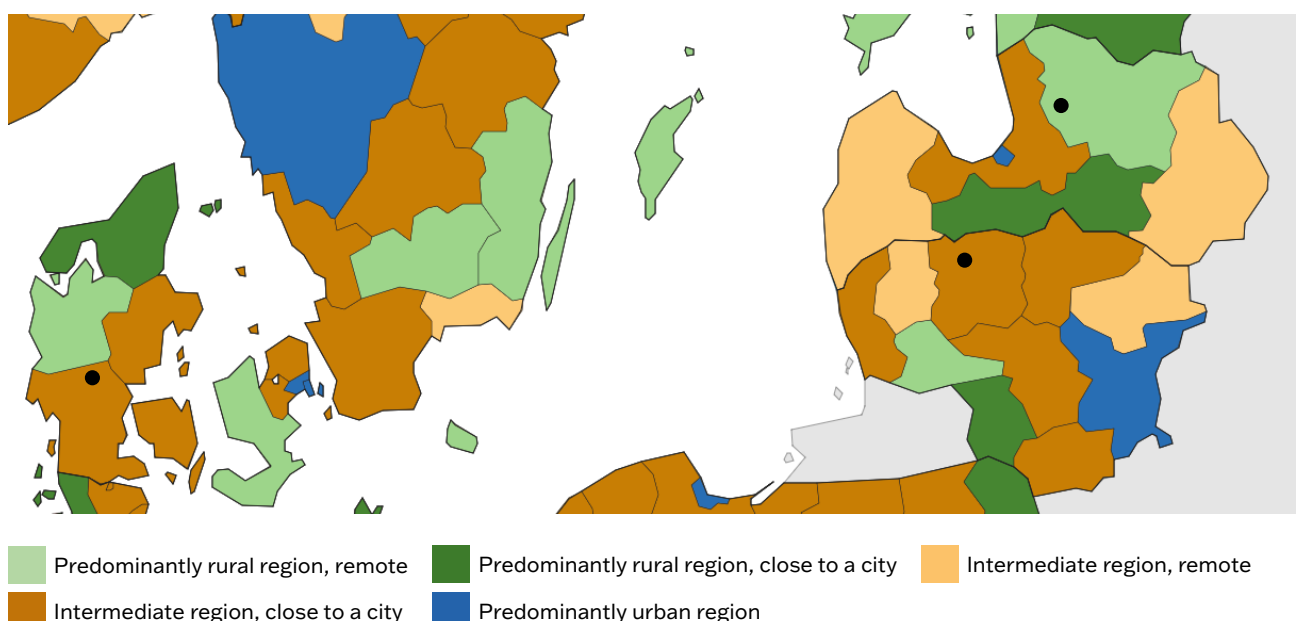 Predominantly rural region, remote
Predominantly rural region, close to a city
Intermediate region, remote
Intermediate region, close to a city
Predominantly urban region